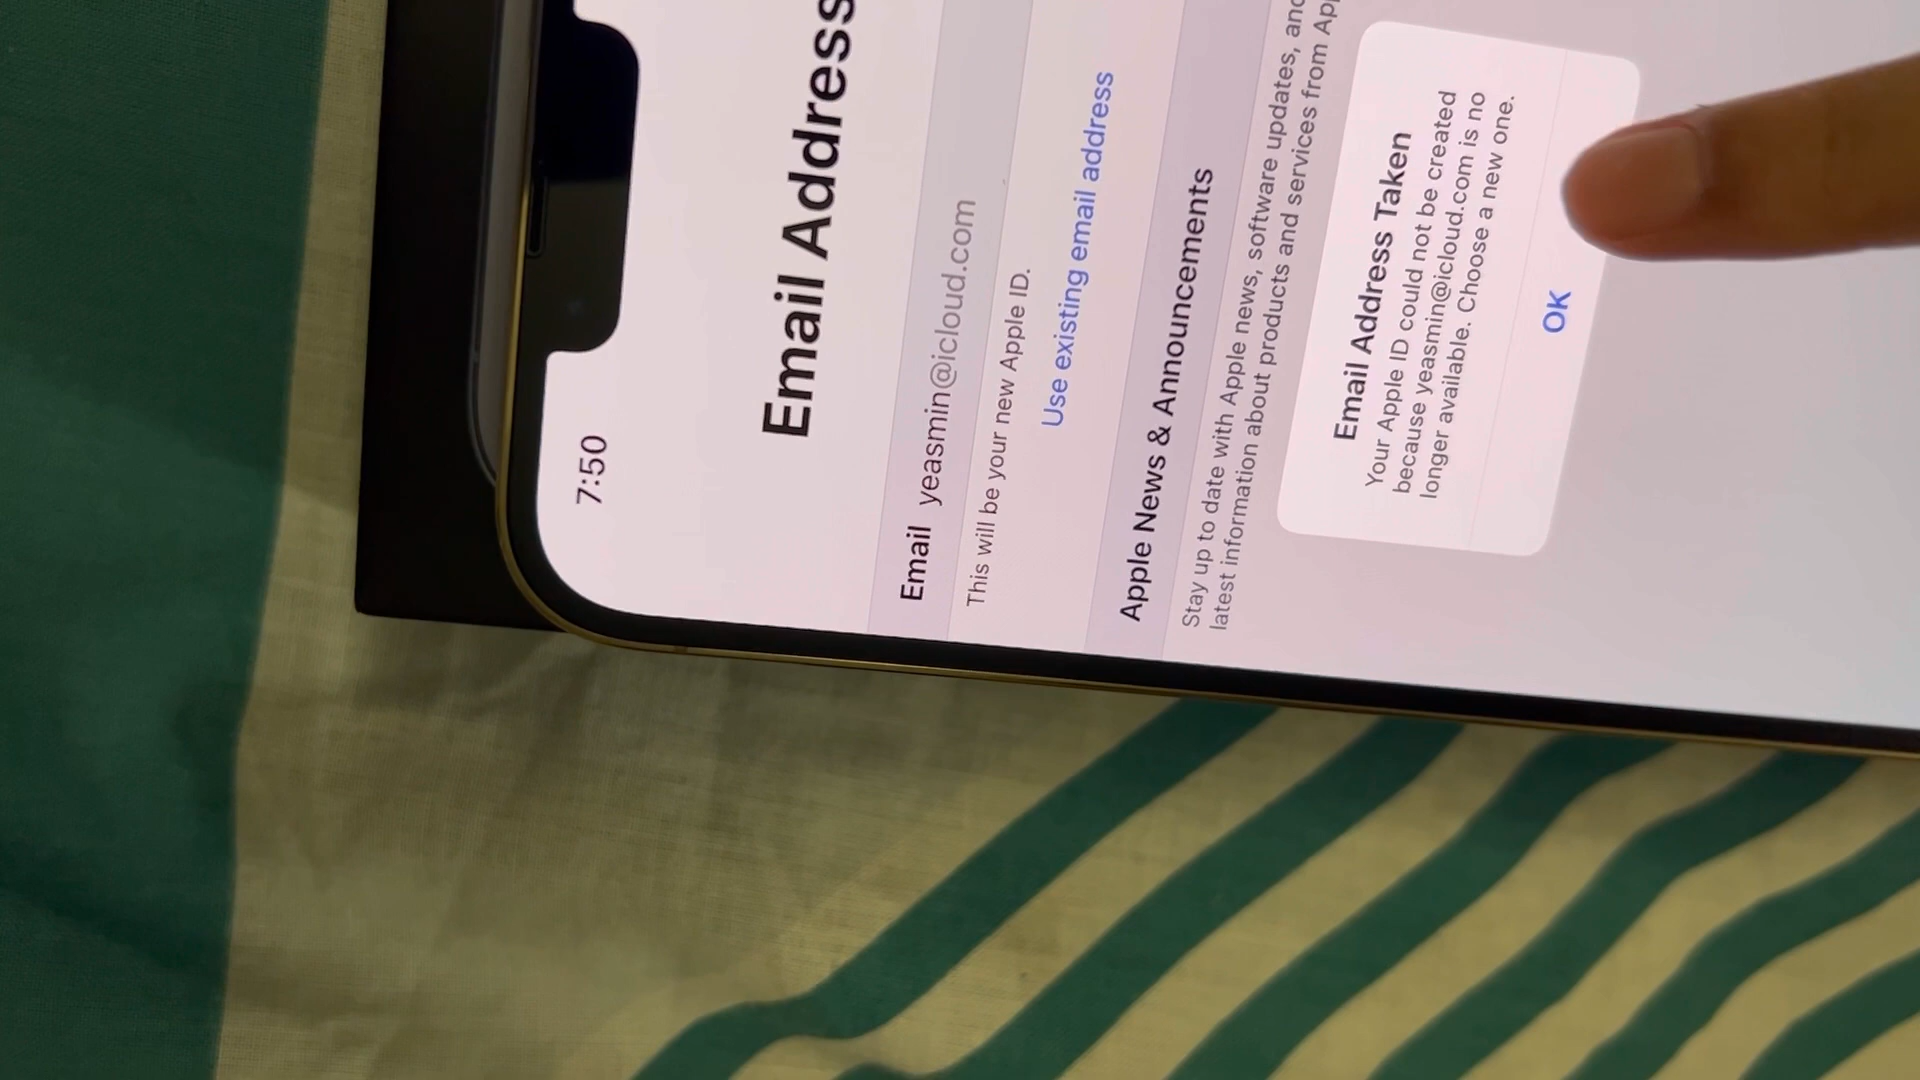 7:50
Email Address
Email yeasmin@icloud.com
This will be your new Apple ID.
Use existing email address
Apple News & Announcements
Stay up to date with Apple news, software updates, and
latest information about products and services from
Email Address Taken
Your Apple ID could not be created
because yeasmin@icloud.com is no
longer available. Choose a new one.
OK